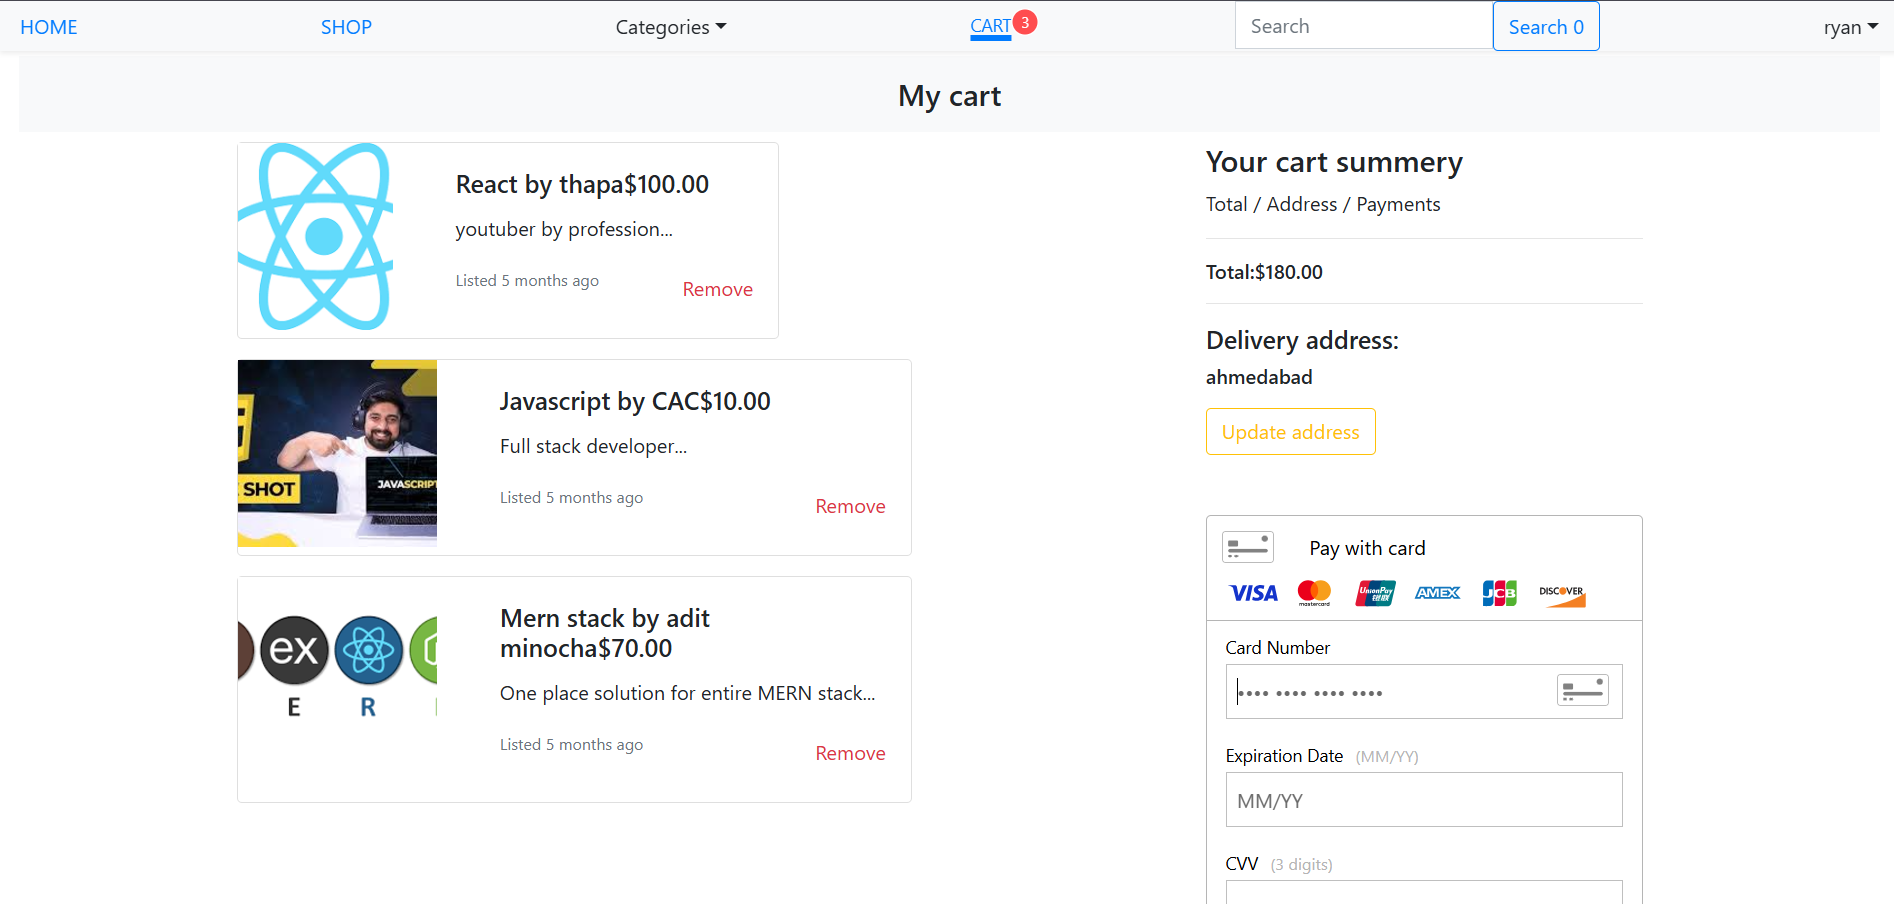 HOME
SHOP
Categories
CART 3
Search
Search 0
ryan
My cart
React by thapa$100.00
youtuber by profession...
Listed 5 months ago
Remove
SHOT
JAVASCRIPT
Javascript by CAC$10.00
Full stack developer...
Listed 5 months ago
Remove
ex
E R
Mern stack by adit
minocha$70.00
One place solution for entire MERN stack...
Listed 5 months ago
Remove
Your cart summery
Total / Address / Payments
Total:$180.00
Delivery address:
ahmedabad
Update address
Pay with card
VISA mastercard UnionPay 银联 AMEX JCB DISCOVER
Card Number
•••• •••• •••• ••••
Expiration Date (MM/YY)
MM/YY
CVV (3 digits)